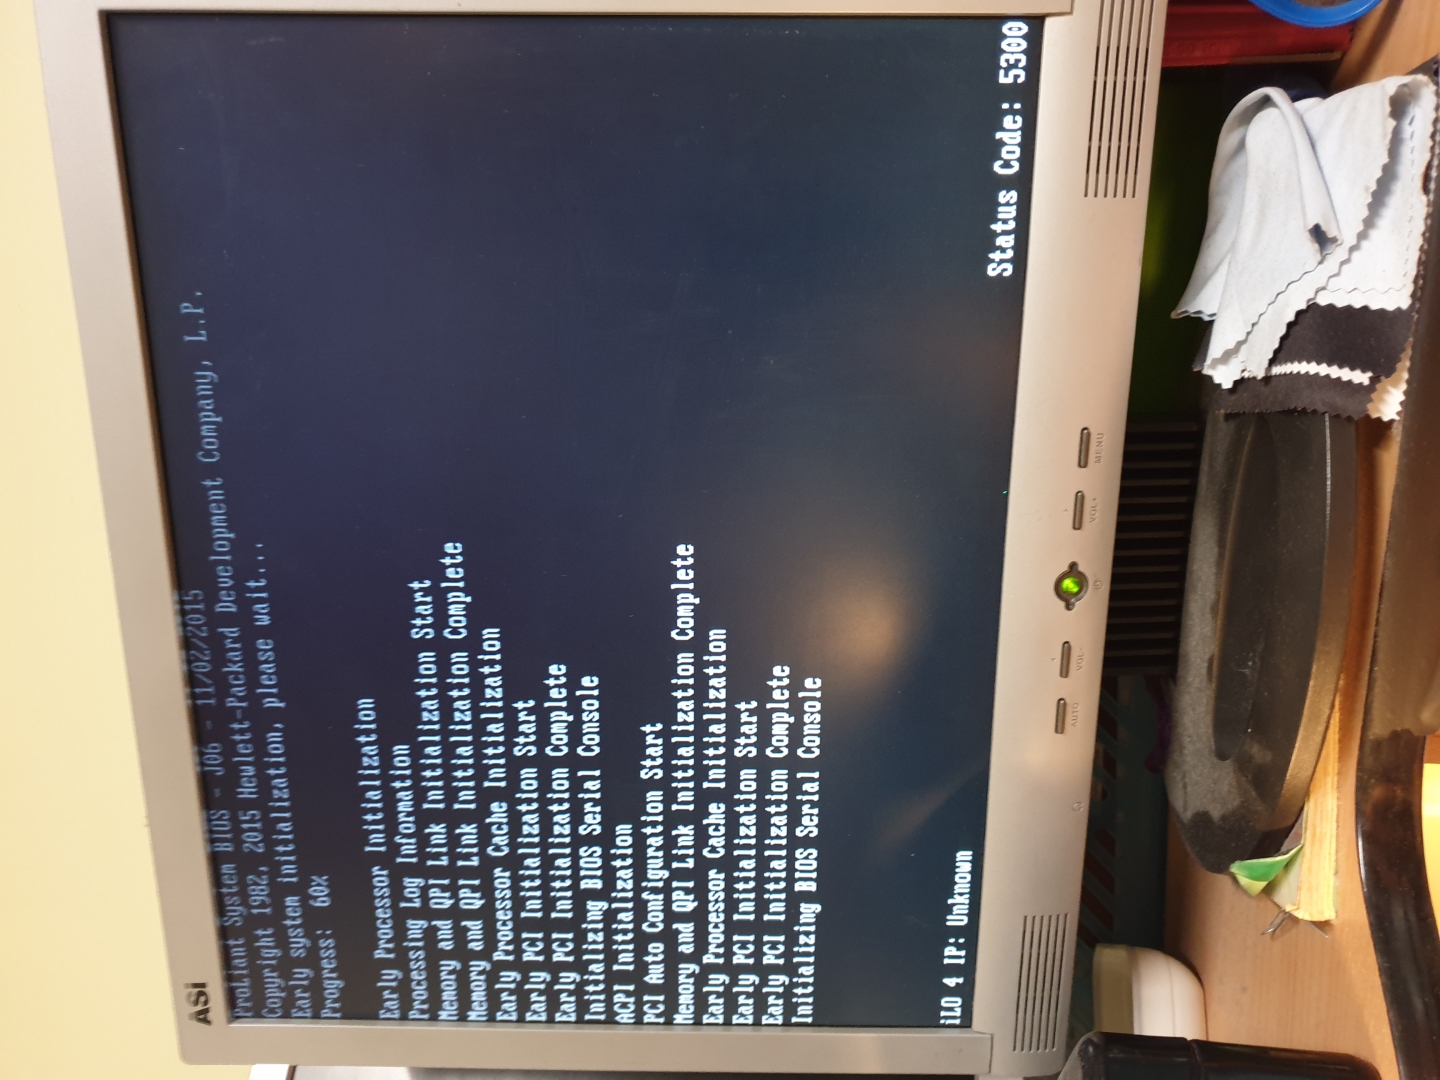 ASI
ProLiant System BIOS - J06 - 11/02/2015
Copyright 1982, 2015 Hewlett-Packard Development Company, L.P.
Early system initialization, please wait...
Progress: 60%
Early Processor Initialization
Processing Log Information
Memory and QPI Link Initialization Start
Memory and QPI Link Initialization Complete
Early Processor Cache Initialization
Early PCI Initialization Start
Early PCI Initialization Complete
Initializing BIOS Serial Console
ACPI Initialization
PCI Auto Configuration Start
Memory and QPI Link Initialization Complete
Early Processor Cache Initialization
Early PCI Initialization Start
Early PCI Initialization Complete
Initializing BIOS Serial Console
iLO 4 IP: Unknown
Status Code: 5300
AUTO
VOL-
VOL+
MENU